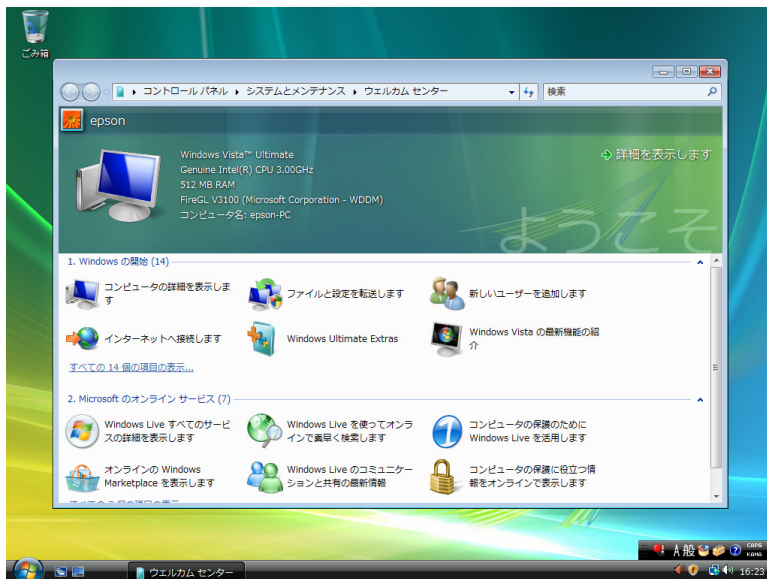 ごみ箱
コントロール パネル ▸ システムとメンテナンス ▸ ウェルカム センター
検索
epson
Windows Vista™ Ultimate
Genuine Intel(R) CPU 3.00GHz
512 MB RAM
FireGL V3100 (Microsoft Corporation - WDDM)
コンピュータ名: epson-PC
詳細を表示します
ようこそ
1. Windows の開始 (14)
コンピュータの詳細を表示しま
す
ファイルと設定を転送します
新しいユーザーを追加します
インターネットへ接続します
Windows Ultimate Extras
Windows Vista の最新機能の紹
介
すべての 14 個の項目の表示...
2. Microsoft のオンライン サービス (7)
Windows Live すべてのサービ
スの詳細を表示します
Windows Live を使ってオンラ
インで素早く検索します
コンピュータの保護のために
Windows Live を活用します
オンラインの Windows
Marketplace を表示します
Windows Live のコミュニケー
ションと共有の最新情報
コンピュータの保護に役立つ情
報をオンラインで表示します
A 般
CAPS
KANA
ウェルカム センター
16:23